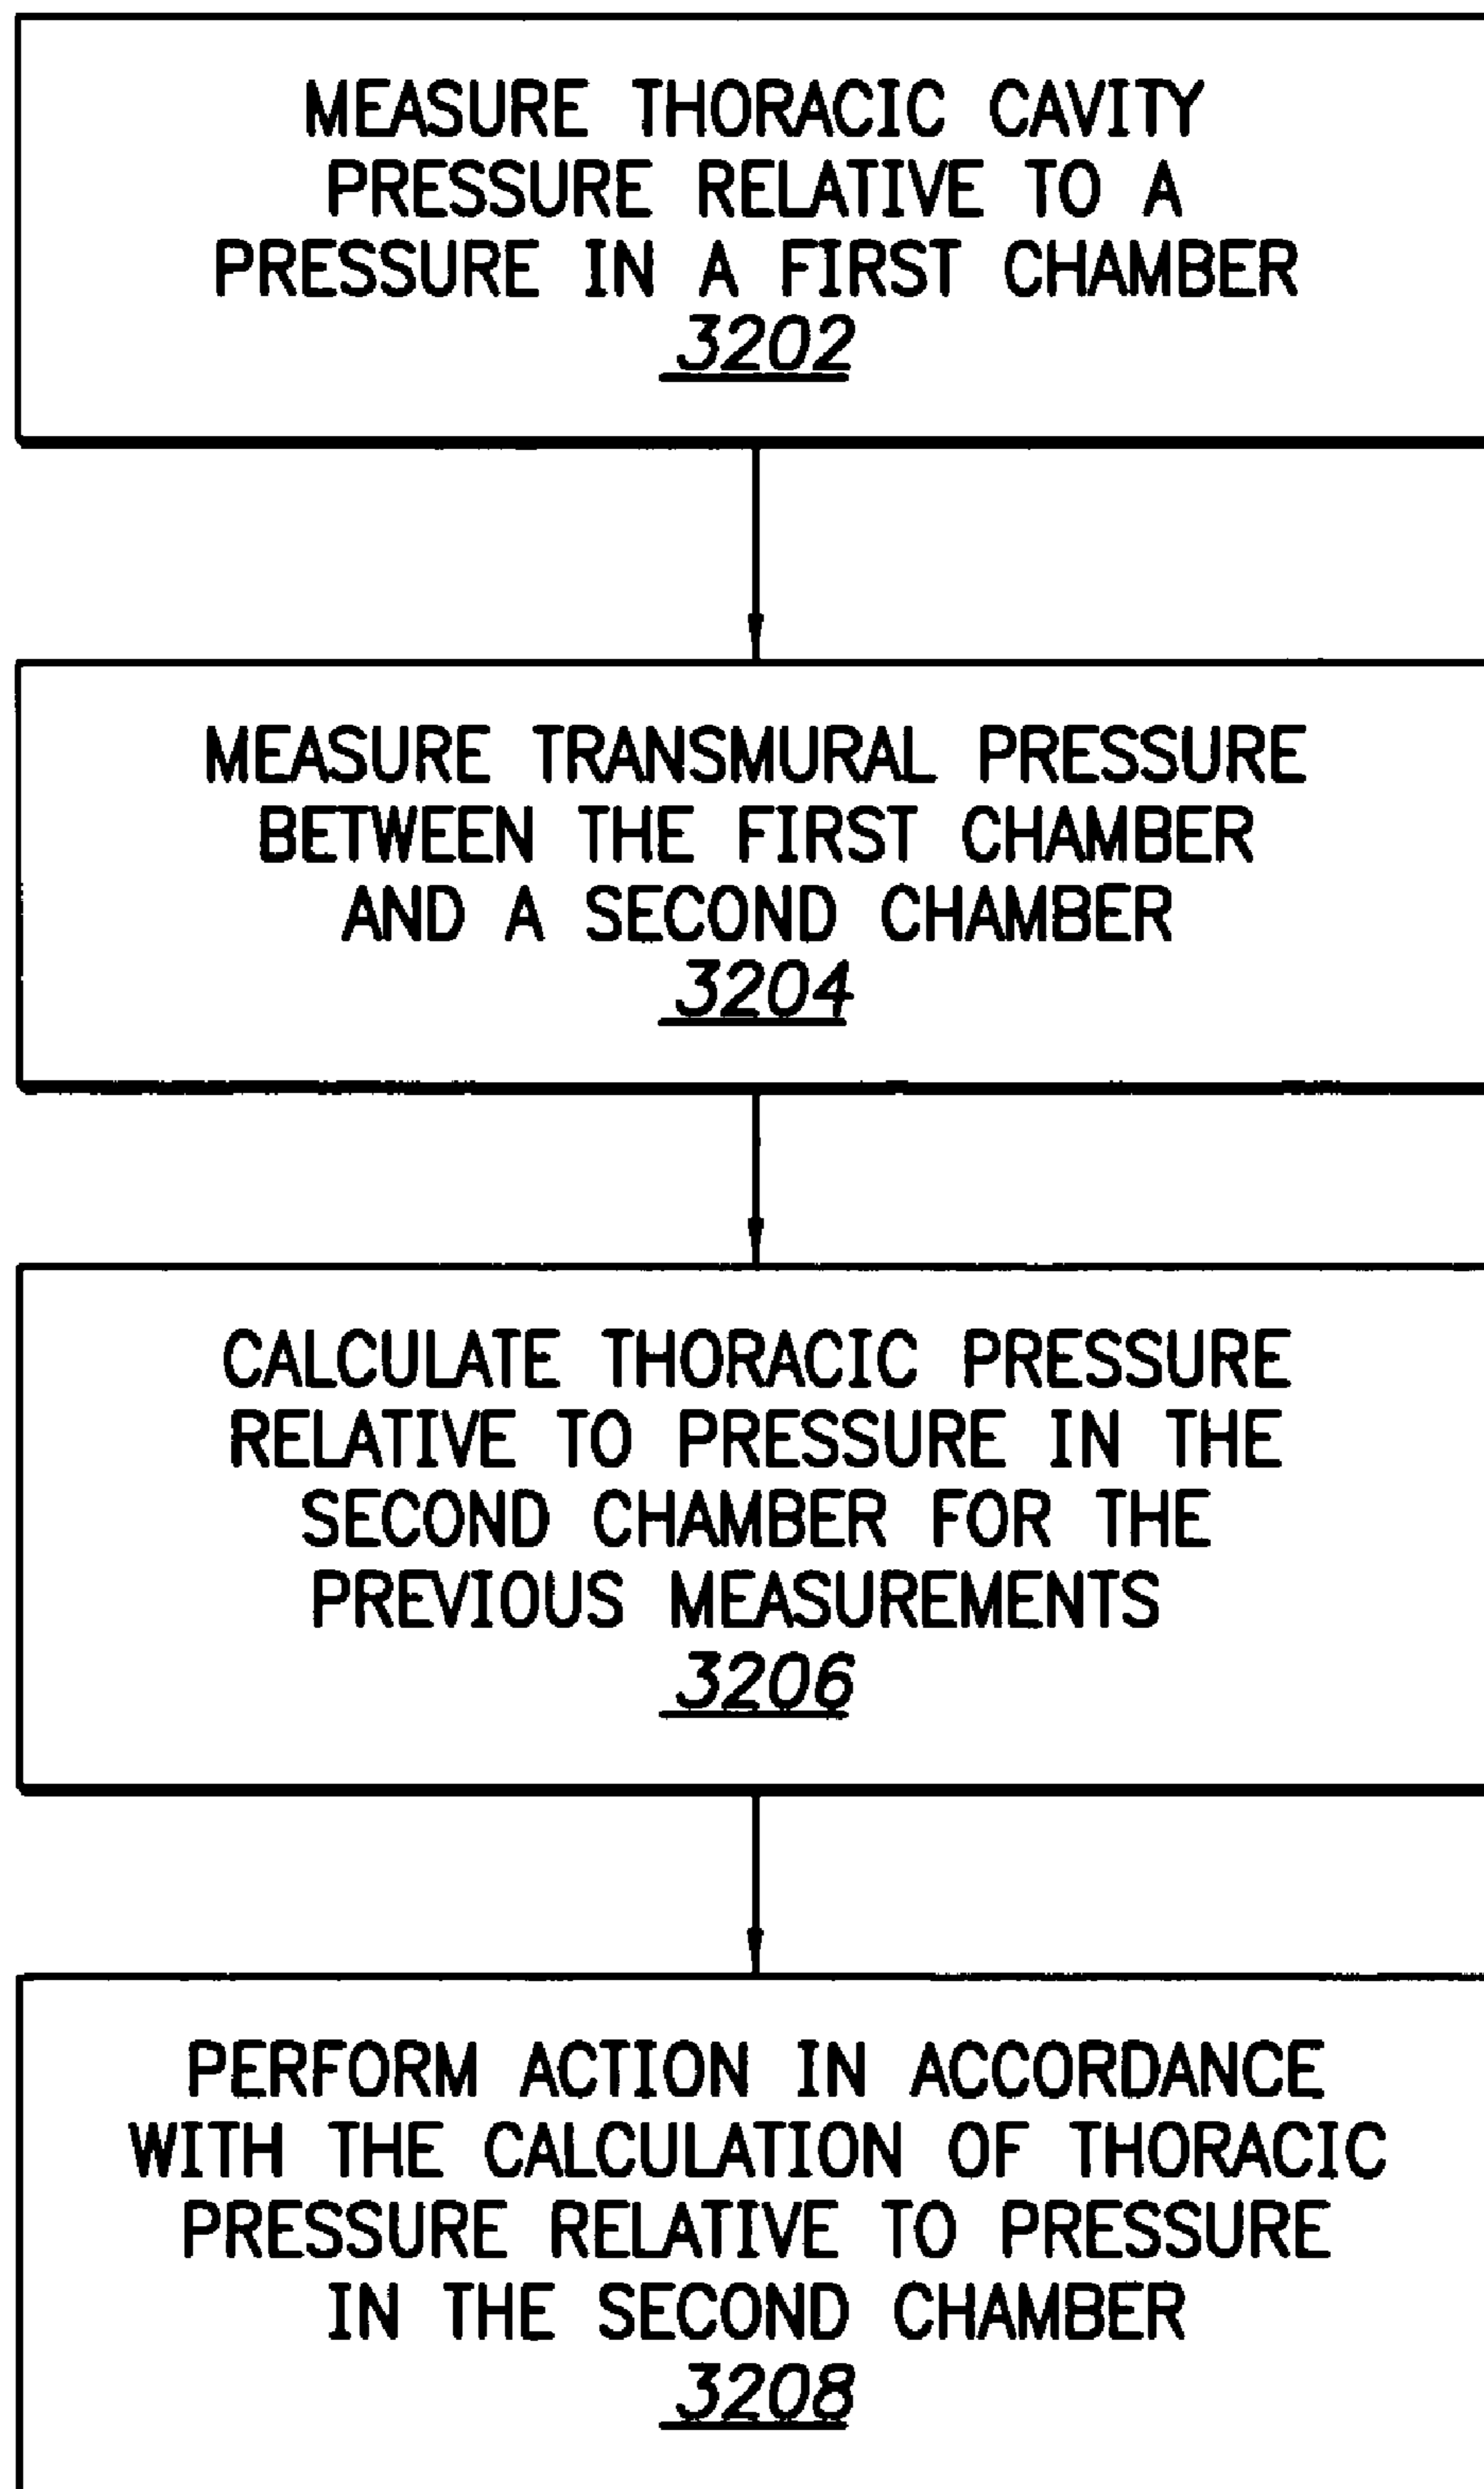 MEASURE THORACIC CAVITY
PRESSURE RELATIVE TO A
PRESSURE IN A FIRST CHAMBER
3202
MEASURE TRANSMURAL PRESSURE
BETWEEN THE FIRST CHAMBER
AND A SECOND CHAMBER
3204
CALCULATE THORACIC PRESSURE
RELATIVE TO PRESSURE IN THE
SECOND CHAMBER FOR THE
PREVIOUS MEASUREMENTS
3206
PERFORM ACTION IN ACCORDANCE
WITH THE CALCULATION OF THORACIC
PRESSURE RELATIVE TO PRESSURE
IN THE SECOND CHAMBER
3208